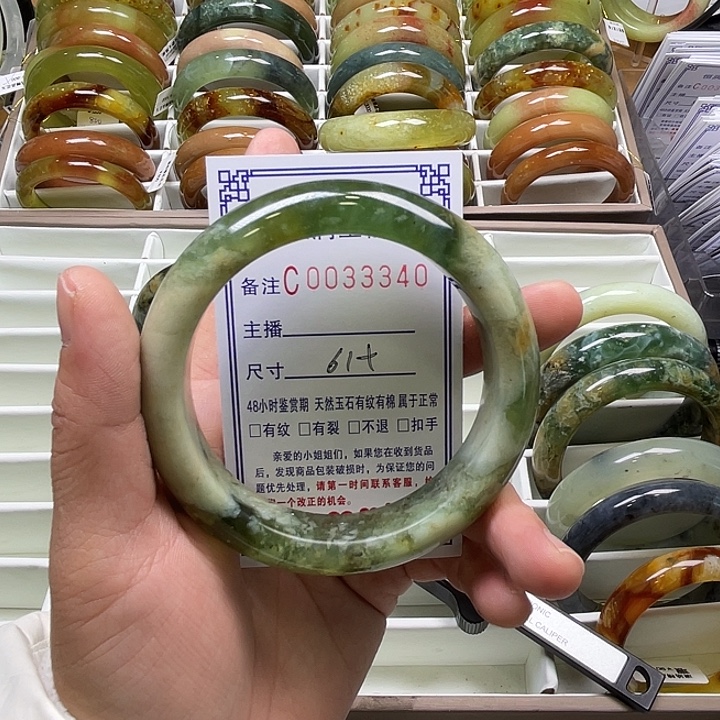 备注C0033340
主播
尺寸 61+
48小时鉴赏期 天然玉石有纹有棉 属于正常
□有纹 □有裂 □不退 □扣手
亲爱的小姐姐们，如果您在收到货品
后，发现商品包装破损时，为保证您的问
题优先处理，请第一时间联系客服，
一个改正的机会。
ONIC
CALIPER